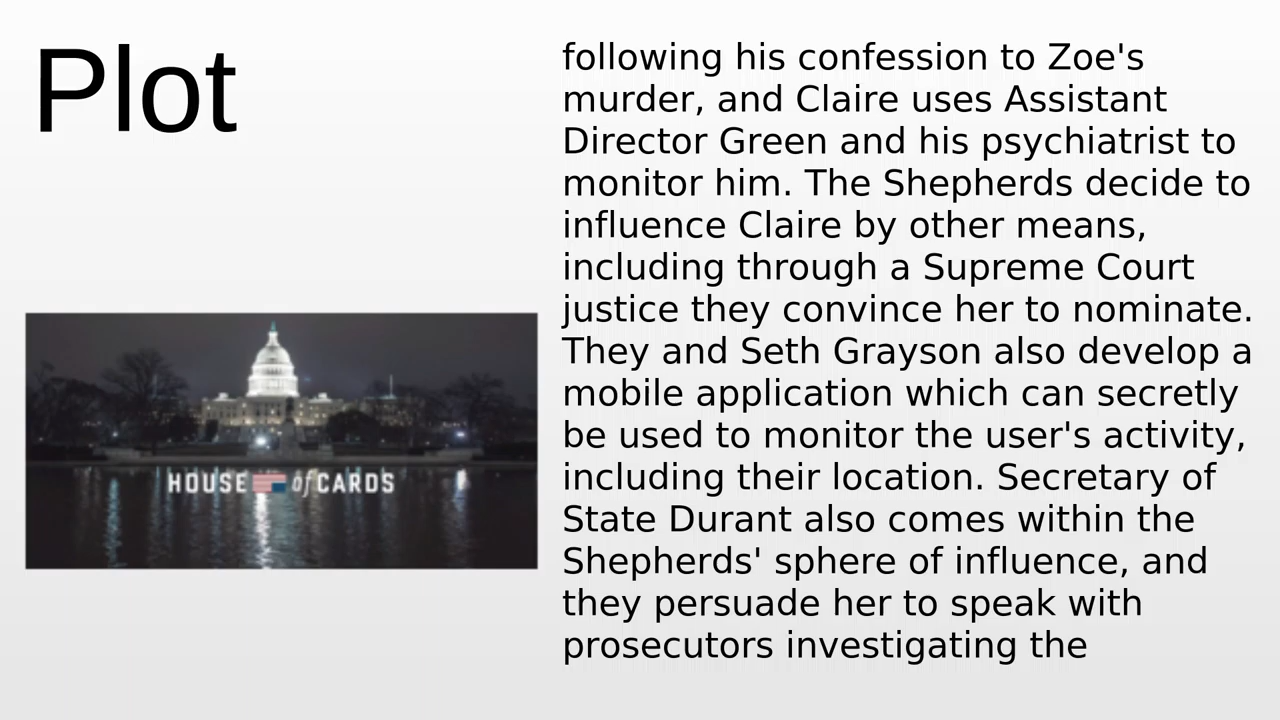 Plot
following his confession to Zoe's
murder, and Claire uses Assistant
Director Green and his psychiatrist to
monitor him. The Shepherds decide to
influence Claire by other means,
including through a Supreme Court
justice they convince her to nominate.
They and Seth Grayson also develop a
mobile application which can secretly
be used to monitor the user's activity,
including their location. Secretary of
State Durant also comes within the
Shepherds' sphere of influence, and
they persuade her to speak with
prosecutors investigating the
HOUSE of CARDS